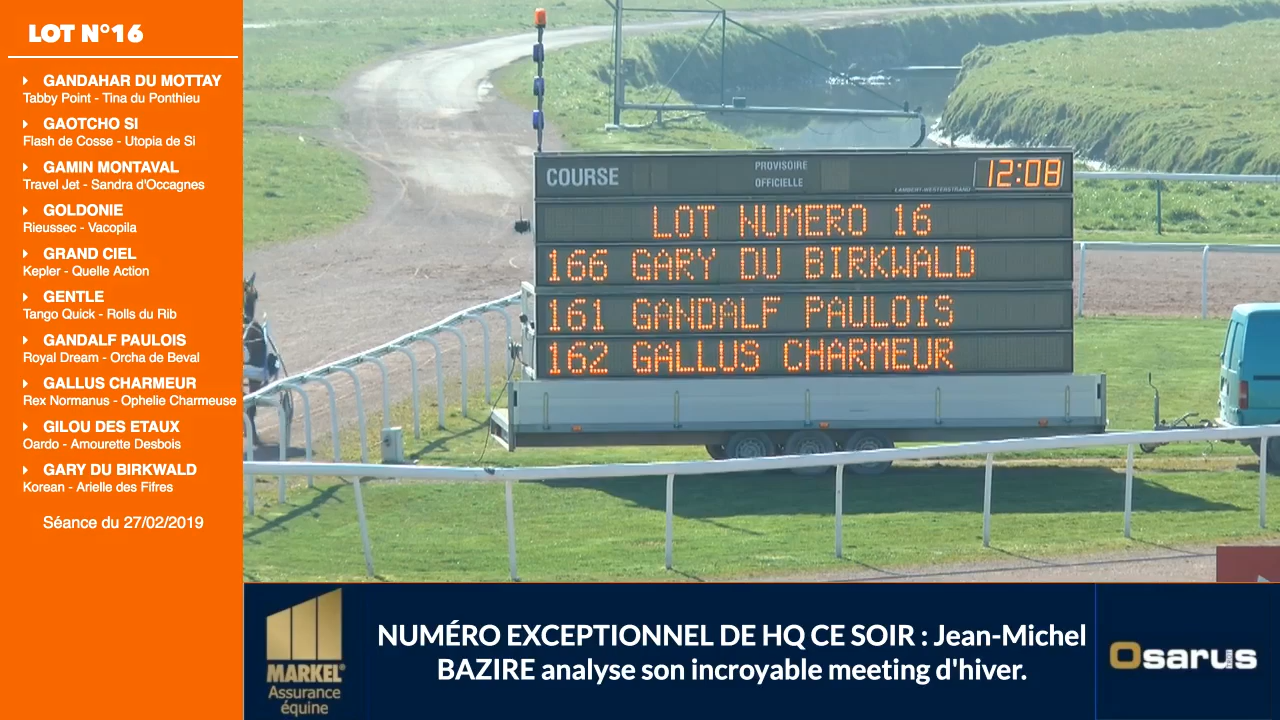 LOT N°16
GANDAHAR DU MOTTAY
Tabby Point - Tina du Ponthieu
GAOTCHO SI
Flash de Cosse - Utopia de Si
GAMIN MONTAVAL
Travel Jet - Sandra d'Occagnes
GOLDONIE
Rieussec - Vacopila
GRAND CIEL
Kepler - Quelle Action
GENTLE
Tango Quick - Rolls du Rib
GANDALF PAULOIS
Royal Dream - Orcha de Beval
GALLUS CHARMEUR
Rex Normanus - Ophelie Charmeuse
GILOU DES ETAUX
Oardo - Amourette Desbois
GARY DU BIRKWALD
Korean - Arielle des Fifres
Séance du 27/02/2019
COURSE
PROVISOIRE
OFFICIELLE
LAMBERT-WESTERSTRAND
12:08
LOT NUMERO 16
166 GARY DU BIRKWALD
161 GANDALF PAULOIS
162 GALLUS CHARMEUR
MARKEL
Assurance
équine
NUMÉRO EXCEPTIONNEL DE HQ CE SOIR : Jean-Michel
BAZIRE analyse son incroyable meeting d'hiver.
Osarus